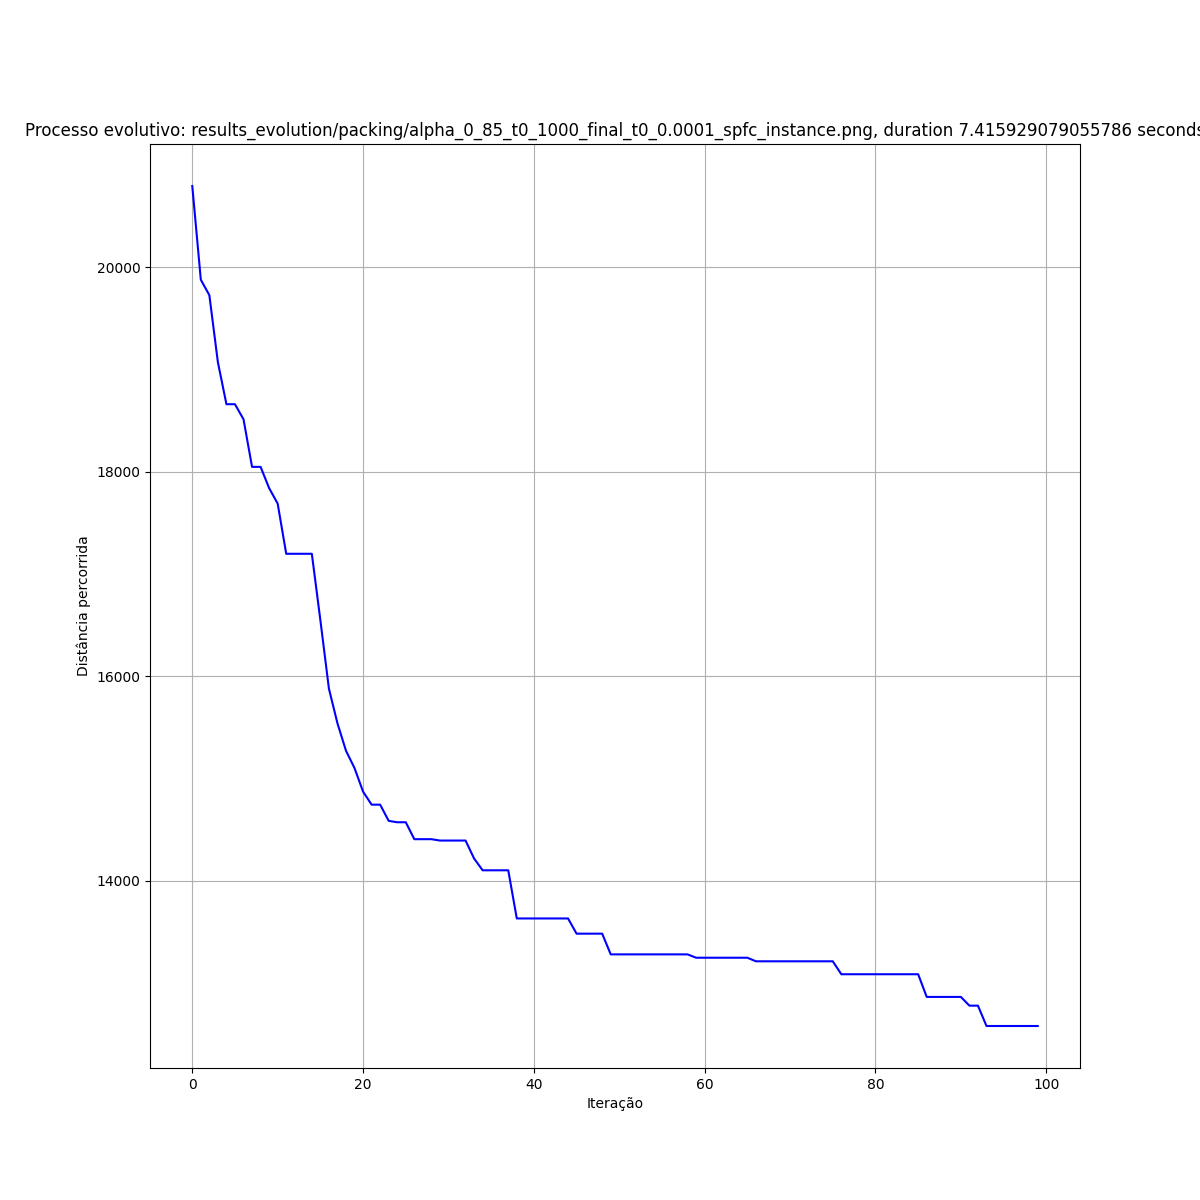 Processo evolutivo: results_evolution/packing/alpha_0_85_t0_1000_final_t0_0.0001_spfc_instance.png, duration 7.415929079055786 seconds
20000
18000
16000
14000
Distância percorrida
0 20 40 60 80 100
Iteração